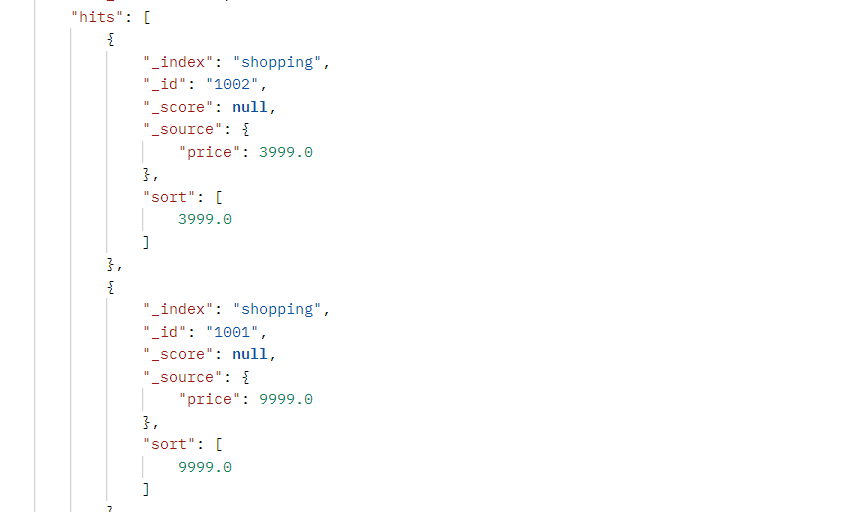 "hits": [
{
"_index": "shopping",
"_id": "1002",
"_score": null,
"_source": {
"price": 3999.0
},
"sort": [
3999.0
]
},
{
"_index": "shopping",
"_id": "1001",
"_score": null,
"_source": {
"price": 9999.0
},
"sort": [
9999.0
]